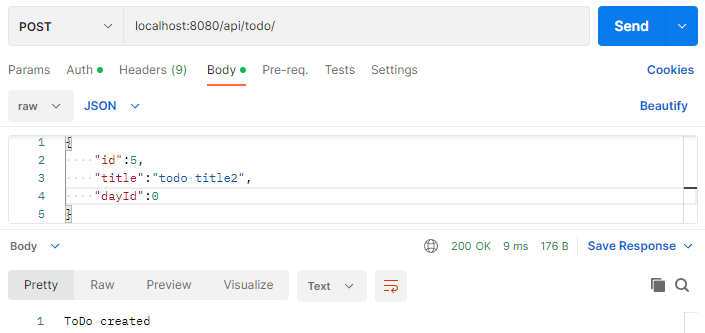 POST localhost:8080/api/todo/ Send
Params Auth Headers (9) Body Pre-req. Tests Settings Cookies
raw JSON Beautify
1 {
2 ····"id":5,
3 ····"title":"todo·title2",
4 ····"dayId":0
5 }
Body 200 OK 9 ms 176 B Save Response
Pretty Raw Preview Visualize Text
1 ToDo created